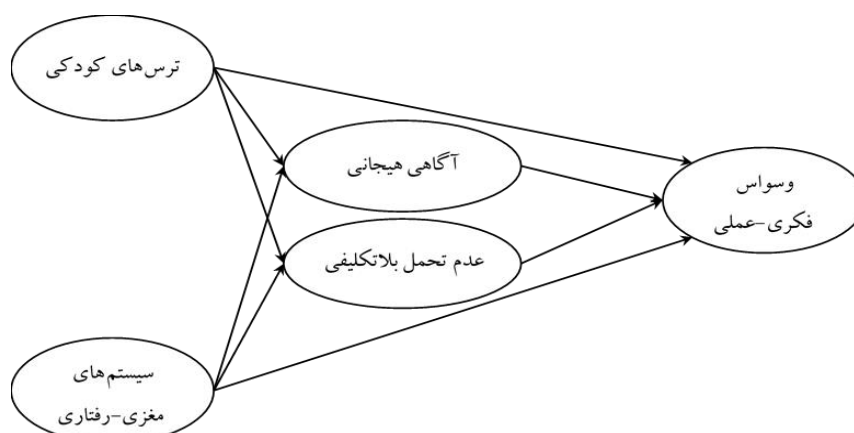 ترس‌های کودکی
آگاهی هیجانی
وسواس
فکری-عملی
عدم تحمل بلاتکلیفی
سیستم‌های
مغزی-رفتاری